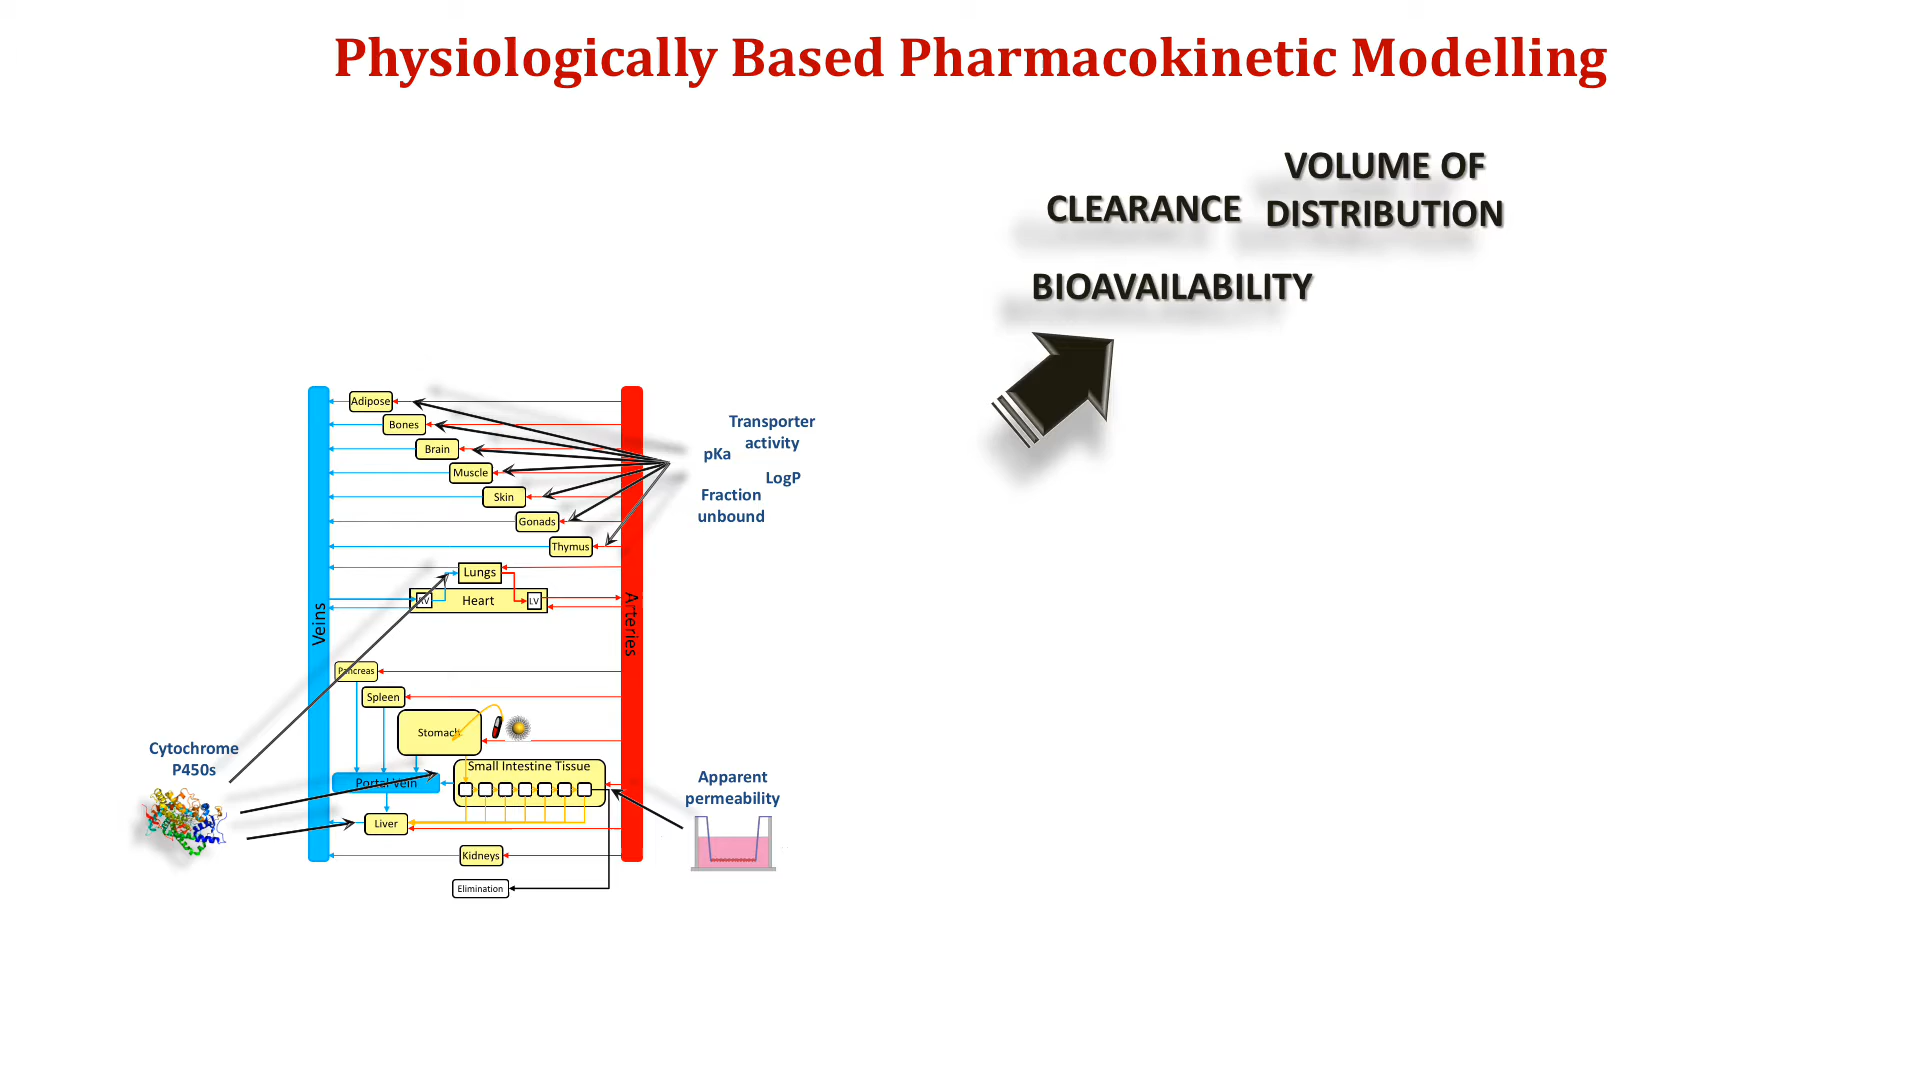 Physiologically Based Pharmacokinetic Modelling
VOLUME OF
DISTRIBUTION
CLEARANCE
BIOAVAILABILITY
Adipose
Bones
Brain
Muscle
Skin
Gonads
Thymus
Lungs
Heart
LV
Veins
Arteries
Transporter
activity
pKa
LogP
Fraction
unbound
Pancreas
Spleen
Stomach
Small Intestine Tissue
Portal Vein
Liver
Kidneys
Elimination
Cytochrome
P450s
Apparent
permeability